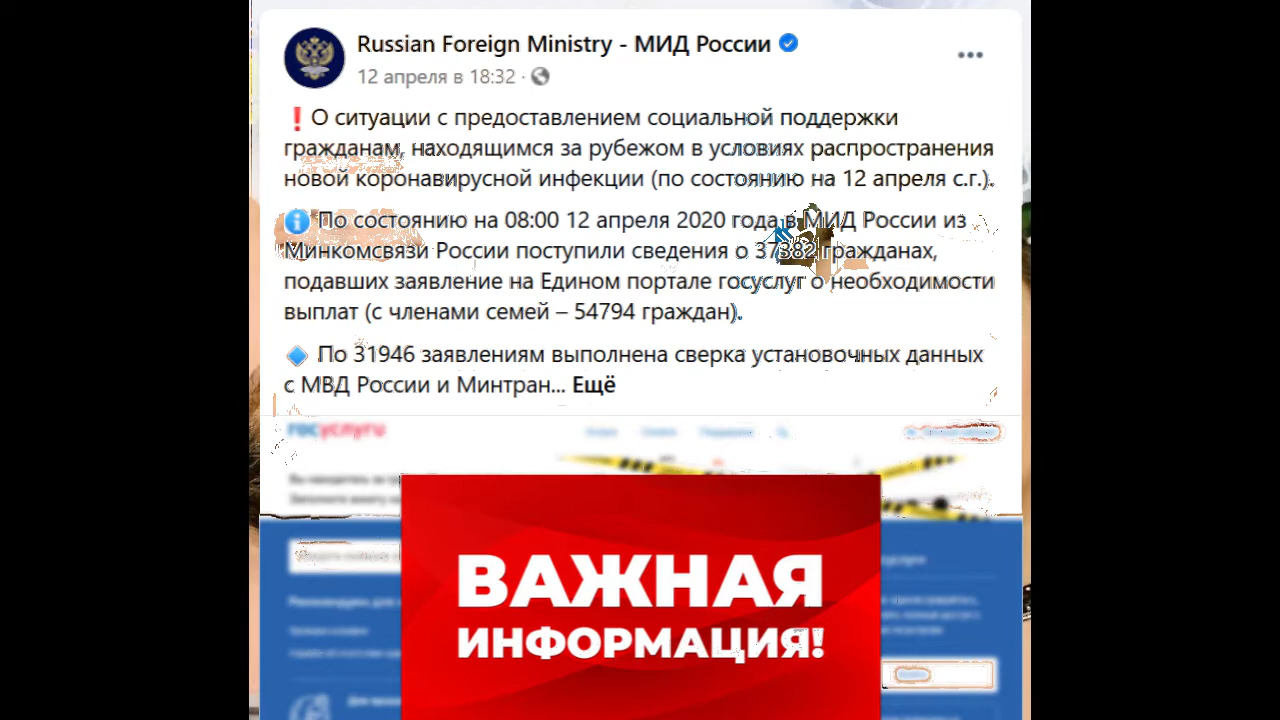 Russian Foreign Ministry - МИД России
12 апреля в 18:32 ·
❗О ситуации с предоставлением социальной поддержки
гражданам, находящимся за рубежом в условиях распространения
новой коронавирусной инфекции (по состоянию на 12 апреля с.г.).
По состоянию на 08:00 12 апреля 2020 года в МИД России из
Минкомсвязи России поступили сведения о 37382 гражданах,
подавших заявление на Едином портале госуслуг о необходимости
выплат (с членами семей – 54794 граждан).
🔹 По 31946 заявлениям выполнена сверка установочных данных
с МВД России и Минтран... Ещё
госуслуги
ВАЖНАЯ
ИНФОРМАЦИЯ!